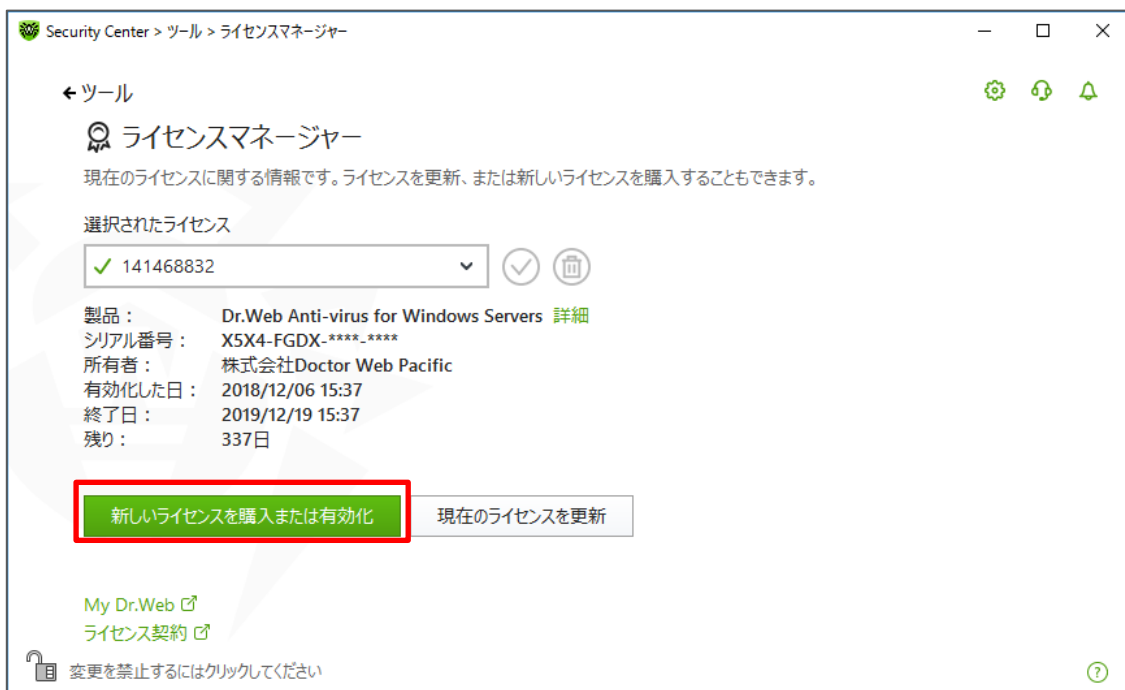 Security Center > ツール > ライセンスマネージャー
ツール
ライセンスマネージャー
現在のライセンスに関する情報です。ライセンスを更新、または新しいライセンスを購入することもできます。
選択されたライセンス
141468832
製品： Dr.Web Anti-virus for Windows Servers 詳細
シリアル番号： X5X4-FGDX-****-****
所有者： 株式会社Doctor Web Pacific
有効化した日： 2018/12/06 15:37
終了日： 2019/12/19 15:37
残り： 337日
新しいライセンスを購入または有効化 現在のライセンスを更新
My Dr.Web
ライセンス契約
変更を禁止するにはクリックしてください
?